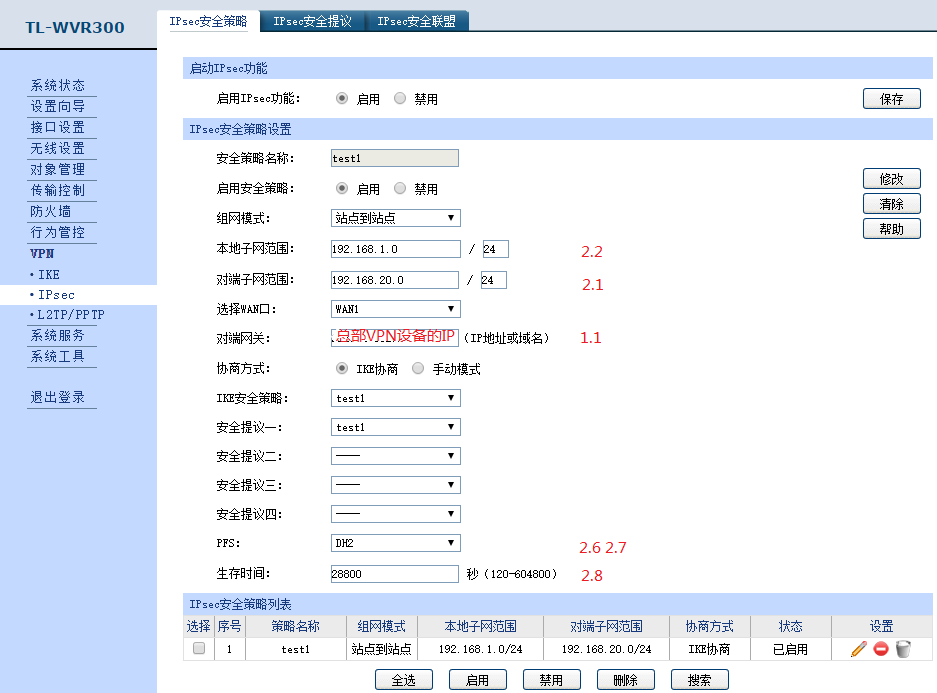 TL-WVR300
IPsec安全策略 IPsec安全提议 IPsec安全联盟
系统状态
设置向导
接口设置
无线设置
对象管理
传输控制
防火墙
行为管控
VPN
·IKE
·IPsec
·L2TP/PPTP
系统服务
系统工具
退出登录
启动IPsec功能
启用IPsec功能: 启用 禁用 保存
IPsec安全策略设置
安全策略名称: test1
启用安全策略: 启用 禁用
修改
清除
帮助
组网模式: 站点到站点
本地子网范围: 192.168.1.0 / 24 2.2
对端子网范围: 192.168.20.0 / 24 2.1
选择WAN口: WAN1
对端网关: 总部VPN设备的IP (IP地址或域名) 1.1
协商方式: IKE协商 手动模式
IKE安全策略: test1
安全提议一: test1
安全提议二: ——
安全提议三: ——
安全提议四: ——
PFS: DH2 2.6 2.7
生存时间: 28800 秒 (120-604800) 2.8
IPsec安全策略列表
选择 序号 策略名称 组网模式 本地子网范围 对端子网范围 协商方式 状态 设置
1 test1 站点到站点 192.168.1.0/24 192.168.20.0/24 IKE协商 已启用
全选 启用 禁用 删除 搜索